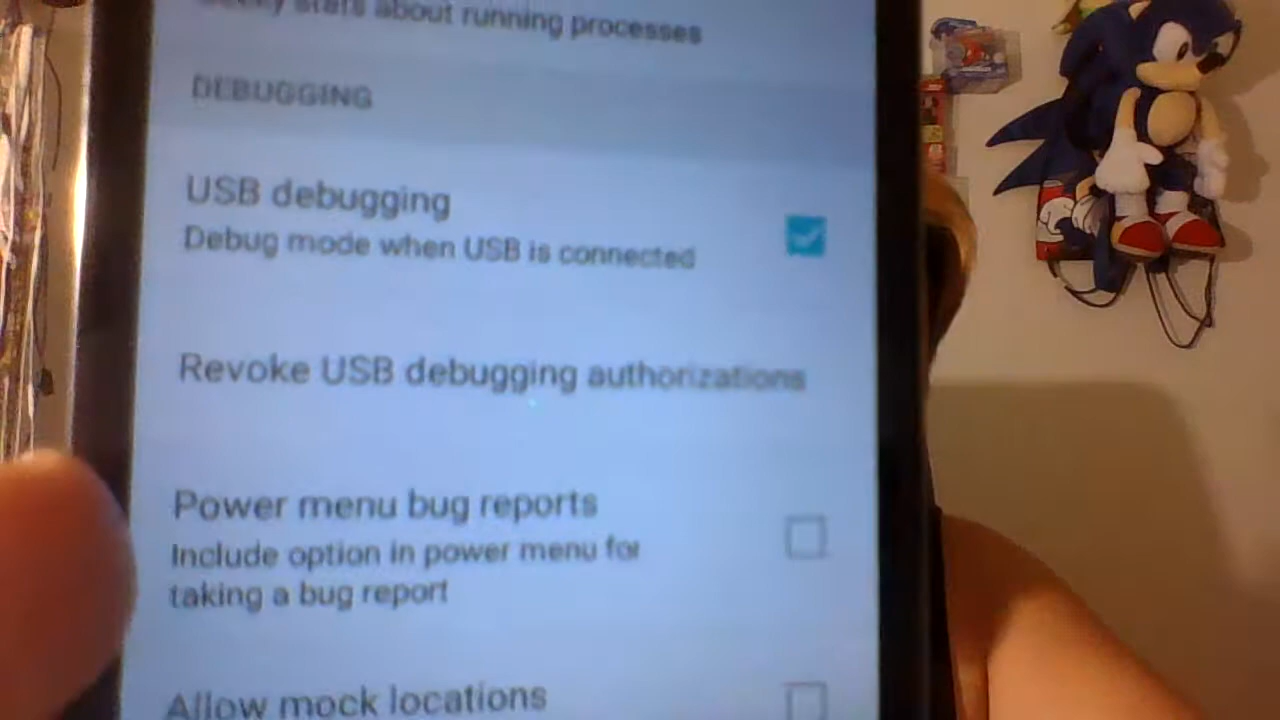 stats about running processes
DEBUGGING
USB debugging
Debug mode when USB is connected
Revoke USB debugging authorizations
Power menu bug reports
Include option in power menu for
taking a bug report
Allow mock locations